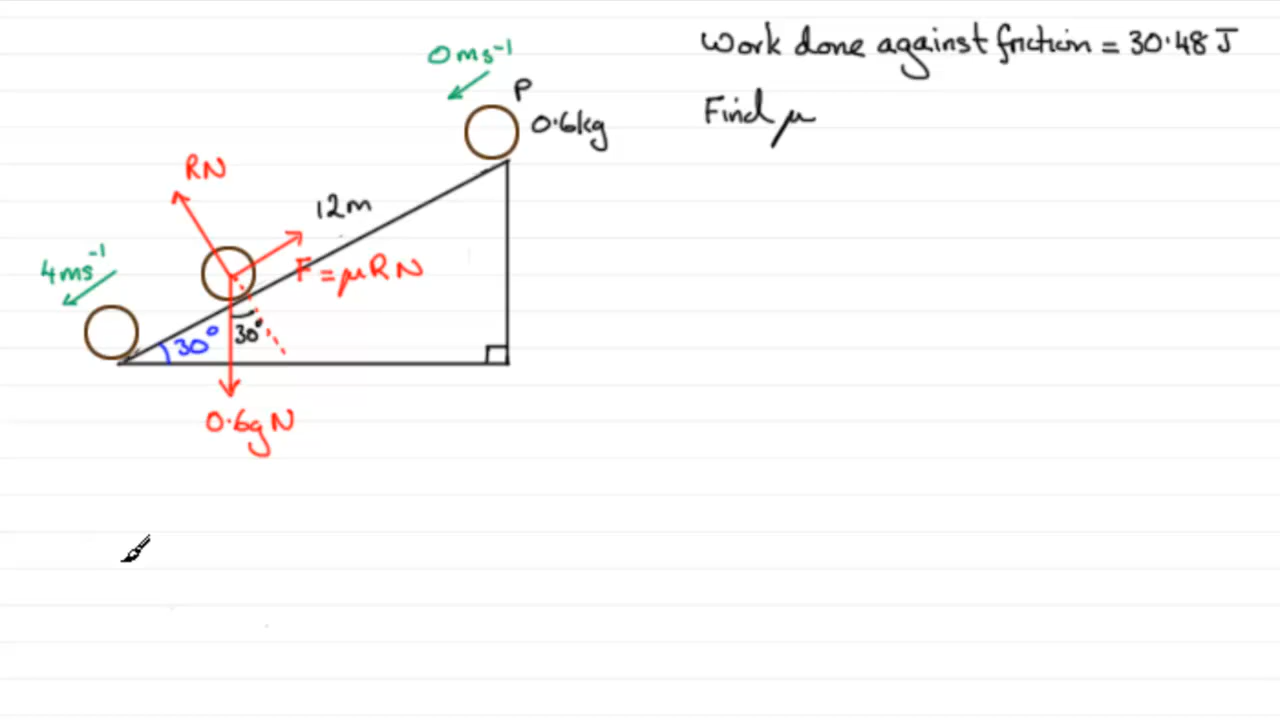 Work done against friction = 30.48 J
Find μ
0 ms⁻¹
P
0.6kg
RN
12m
4ms⁻¹
F = μRN
30°
30°
0.6g N